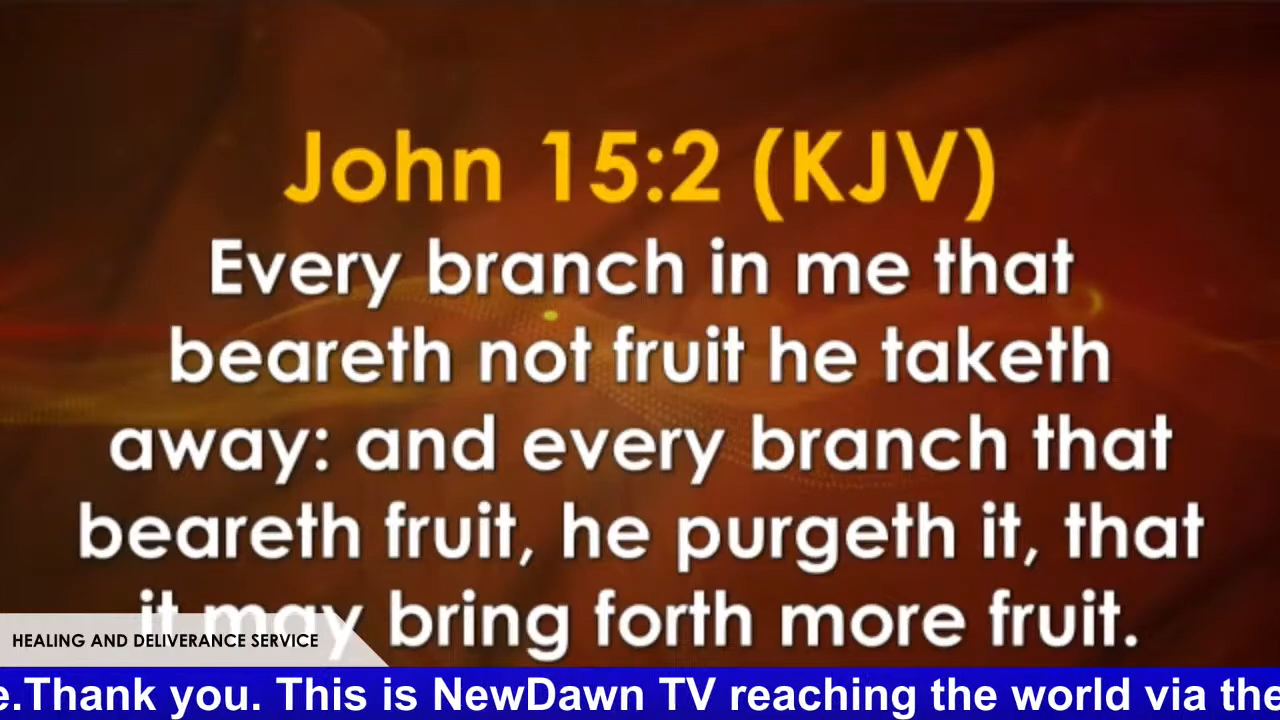 John 15:2 (KJV)
Every branch in me that
beareth not fruit he taketh
away: and every branch that
beareth fruit, he purgeth it, that
it may bring forth more fruit.
HEALING AND DELIVERANCE SERVICE
e.Thank you. This is NewDawn TV reaching the world via the